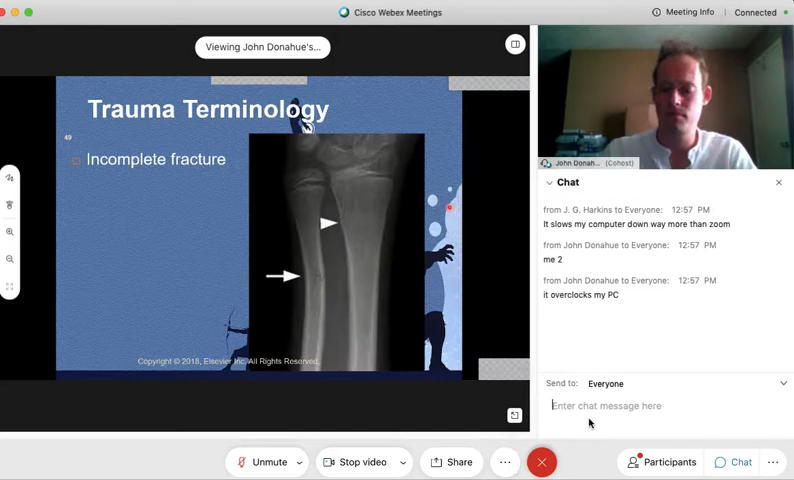 Cisco Webex Meetings
Meeting Info
Connected
Viewing John Donahue's...
Trauma Terminology
49
Incomplete fracture
Copyright © 2018, Elsevier Inc. All Rights Reserved.
John Donah... (Cohost)
Chat
from J. G. Harkins to Everyone: 12:57 PM
It slows my computer down way more than zoom
from John Donahue to Everyone: 12:57 PM
me 2
from John Donahue to Everyone: 12:57 PM
it overclocks my PC
Send to: Everyone
Enter chat message here
Unmute
Stop video
Share
Participants
Chat